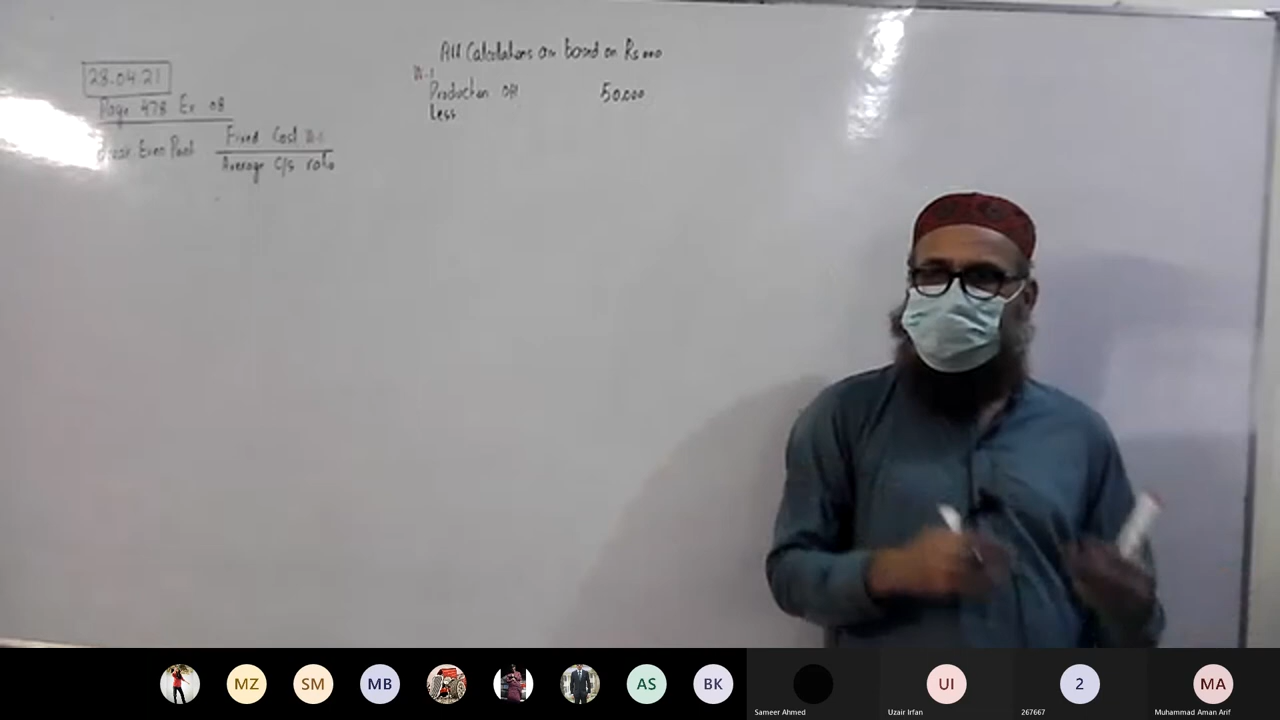 28.04.21
Page 478 Ex 08
Break Even Point Fixed Cost W-1
Average C/S ratio
All Calculations are based on Rs 000
W-1
Production OH 50,000
Less
MZ
SM
MB
AS
BK
UI
2
MA
Sameer Ahmed
Uzair Irfan
267667
Muhammad Aman Arif